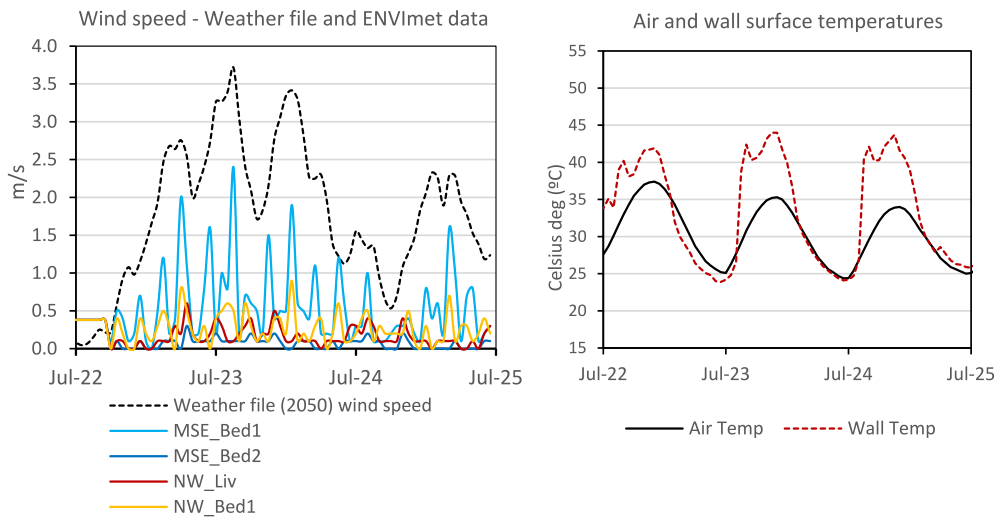 Wind speed - Weather file and ENVImet data
4.0
3.5
3.0
2.5
2.0
1.5
1.0
0.5
0.0
m/s
Jul-22 Jul-23 Jul-24 Jul-25
Weather file (2050) wind speed
MSE_Bed1
MSE_Bed2
NW_Liv
NW_Bed1
Air and wall surface temperatures
55
50
45
40
35
30
25
20
15
Celsius deg (ºC)
Jul-22 Jul-23 Jul-24 Jul-25
Air Temp Wall Temp